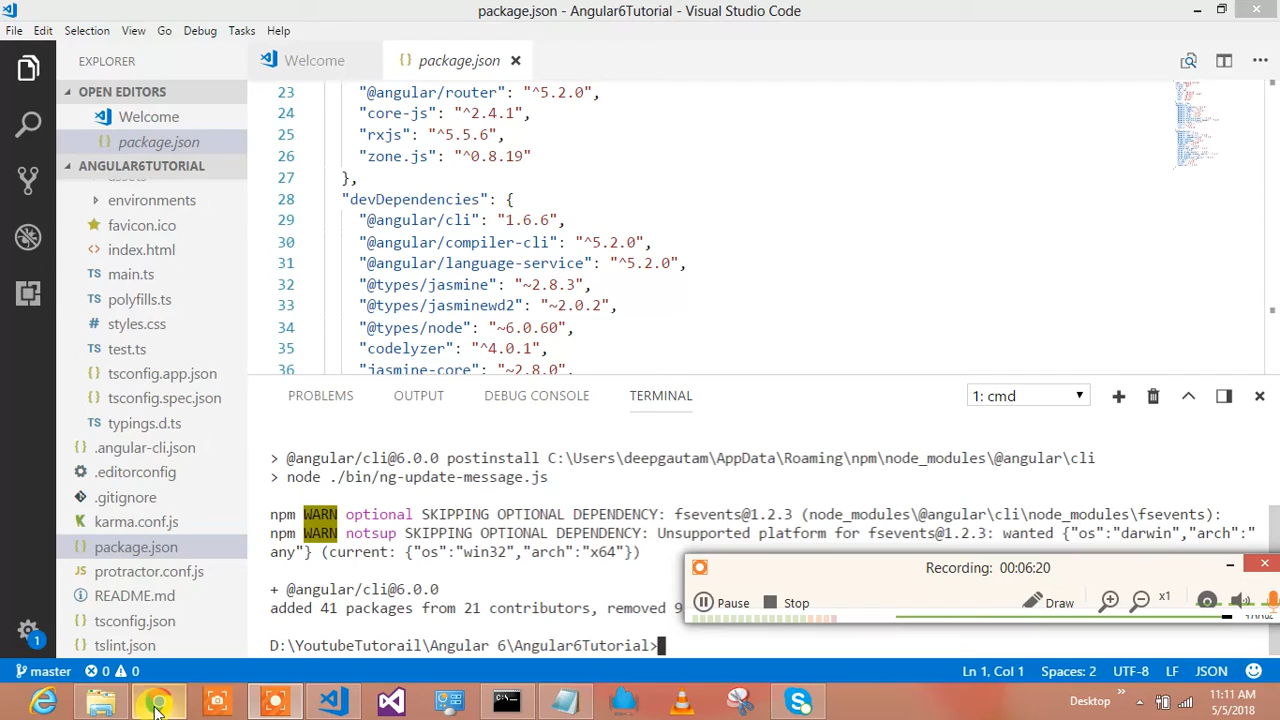 package.json - Angular6Tutorial - Visual Studio Code
File Edit Selection View Go Debug Tasks Help
EXPLORER
OPEN EDITORS
Welcome
package.json
ANGULAR6TUTORIAL
environments
favicon.ico
index.html
main.ts
polyfills.ts
styles.css
test.ts
tsconfig.app.json
tsconfig.spec.json
typings.d.ts
.angular-cli.json
.editorconfig
.gitignore
karma.conf.js
package.json
protractor.conf.js
README.md
tsconfig.json
tslint.json
Welcome package.json
23 "@angular/router": "^5.2.0",
24 "core-js": "^2.4.1",
25 "rxjs": "^5.5.6",
26 "zone.js": "^0.8.19"
27 },
28 "devDependencies": {
29 "@angular/cli": "1.6.6",
30 "@angular/compiler-cli": "^5.2.0",
31 "@angular/language-service": "^5.2.0",
32 "@types/jasmine": "~2.8.3",
33 "@types/jasminewd2": "~2.0.2",
34 "@types/node": "~6.0.60",
35 "codelyzer": "^4.0.1",
36 "jasmine-core": "~2.8.0",
PROBLEMS OUTPUT DEBUG CONSOLE TERMINAL 1: cmd
> @angular/cli@6.0.0 postinstall C:\Users\deepgautam\AppData\Roaming\npm\node_modules\@angular\cli
> node ./bin/ng-update-message.js
npm WARN optional SKIPPING OPTIONAL DEPENDENCY: fsevents@1.2.3 (node_modules\@angular\cli\node_modules\fsevents):
npm WARN notsup SKIPPING OPTIONAL DEPENDENCY: Unsupported platform for fsevents@1.2.3: wanted {"os":"darwin","arch":"
any"} (current: {"os":"win32","arch":"x64"})
+ @angular/cli@6.0.0
added 41 packages from 21 contributors, removed 9
D:\YoutubeTutorail\Angular 6\Angular6Tutorial>
Recording: 00:06:20
Pause Stop Draw x1
1
master 0 0 Ln 1, Col 1 Spaces: 2 UTF-8 LF JSON
Desktop 11:11 AM
5/5/2018